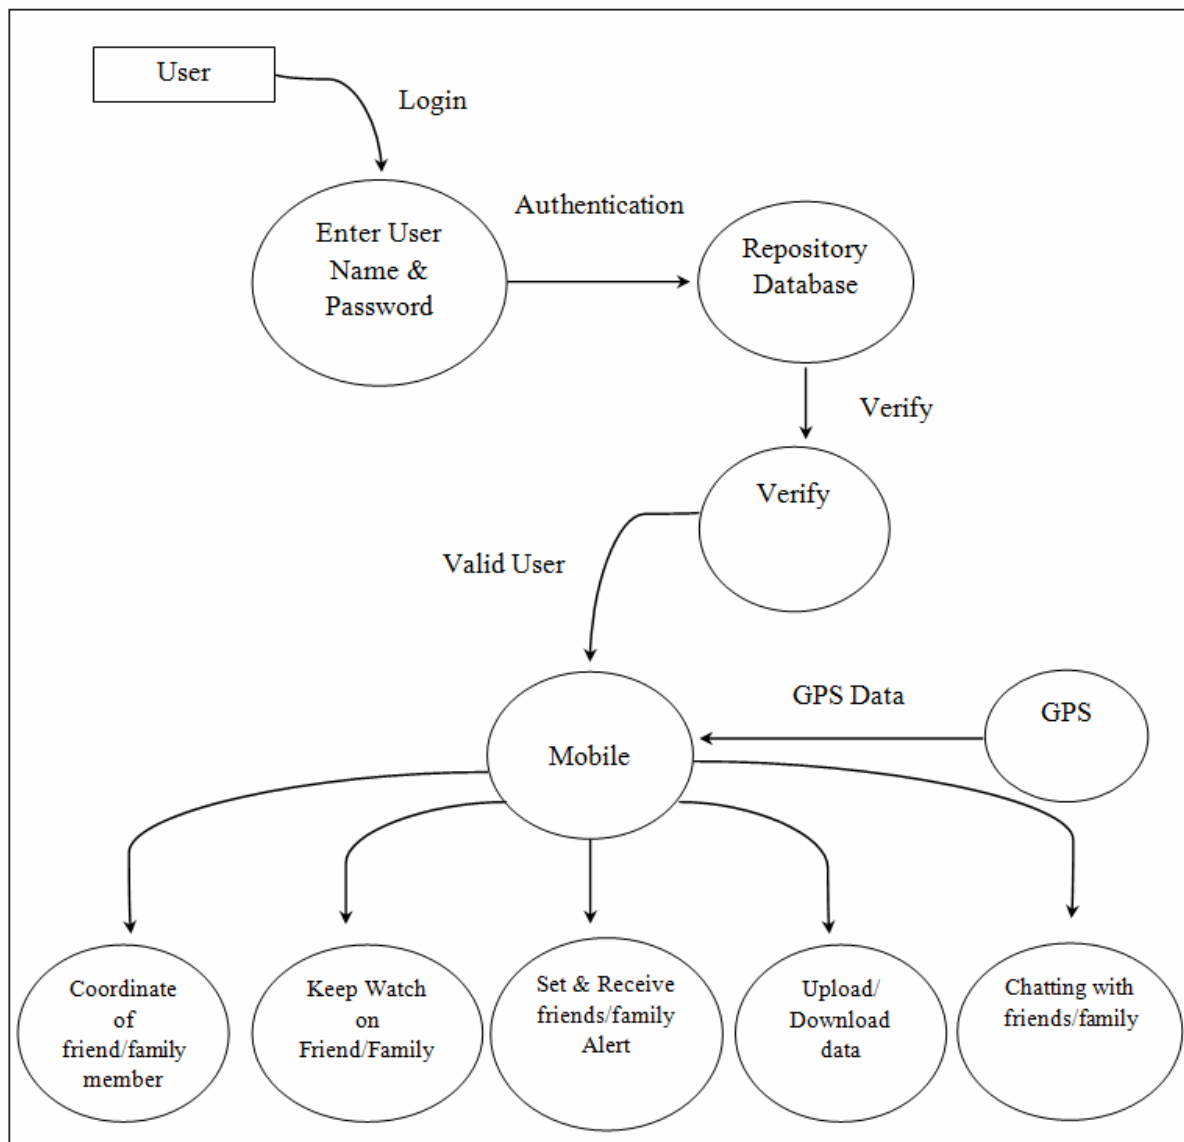 User
Login
Enter User
Name &
Password
Authentication
Repository
Database
Verify
Verify
Valid User
GPS Data
GPS
Mobile
Coordinate
of
friend/family
member
Keep Watch
on
Friend/Family
Set & Receive
friends/family
Alert
Upload/
Download
data
Chatting with
friends/family